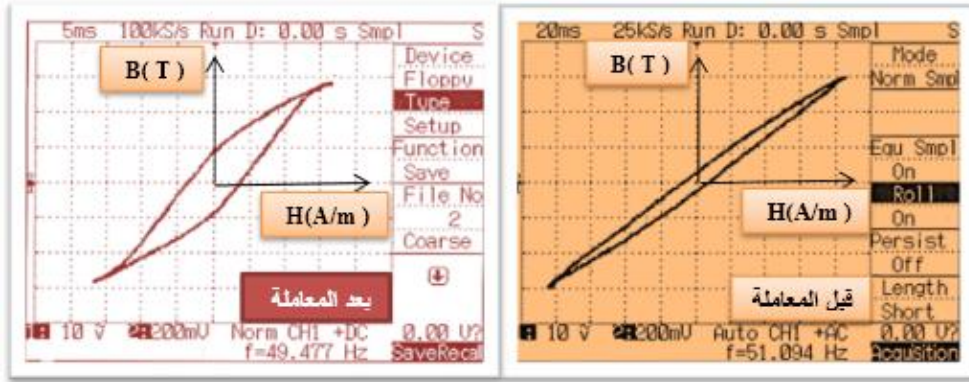 5ms 100kS/s Run D: 0.00 s Smpl S
B( T )
Device
Floppy
Type
Setup
Function
Save
File No
2
Coarse
H(A/m )
بعد المعاملة
10 V 200mV Norm CH1 +DC 0.00 V?
f=49.477 Hz SaveRecal
20ms 25kS/s Run D: 0.00 s Smpl S
B( T )
Mode
Norm Smpl
Equ Smpl
On
Roll
On
Persist
Off
Length
Short
H(A/m )
قبل المعاملة
10 V 200mV Auto CH1 +AC 0.00 V?
f=51.094 Hz Acqusition